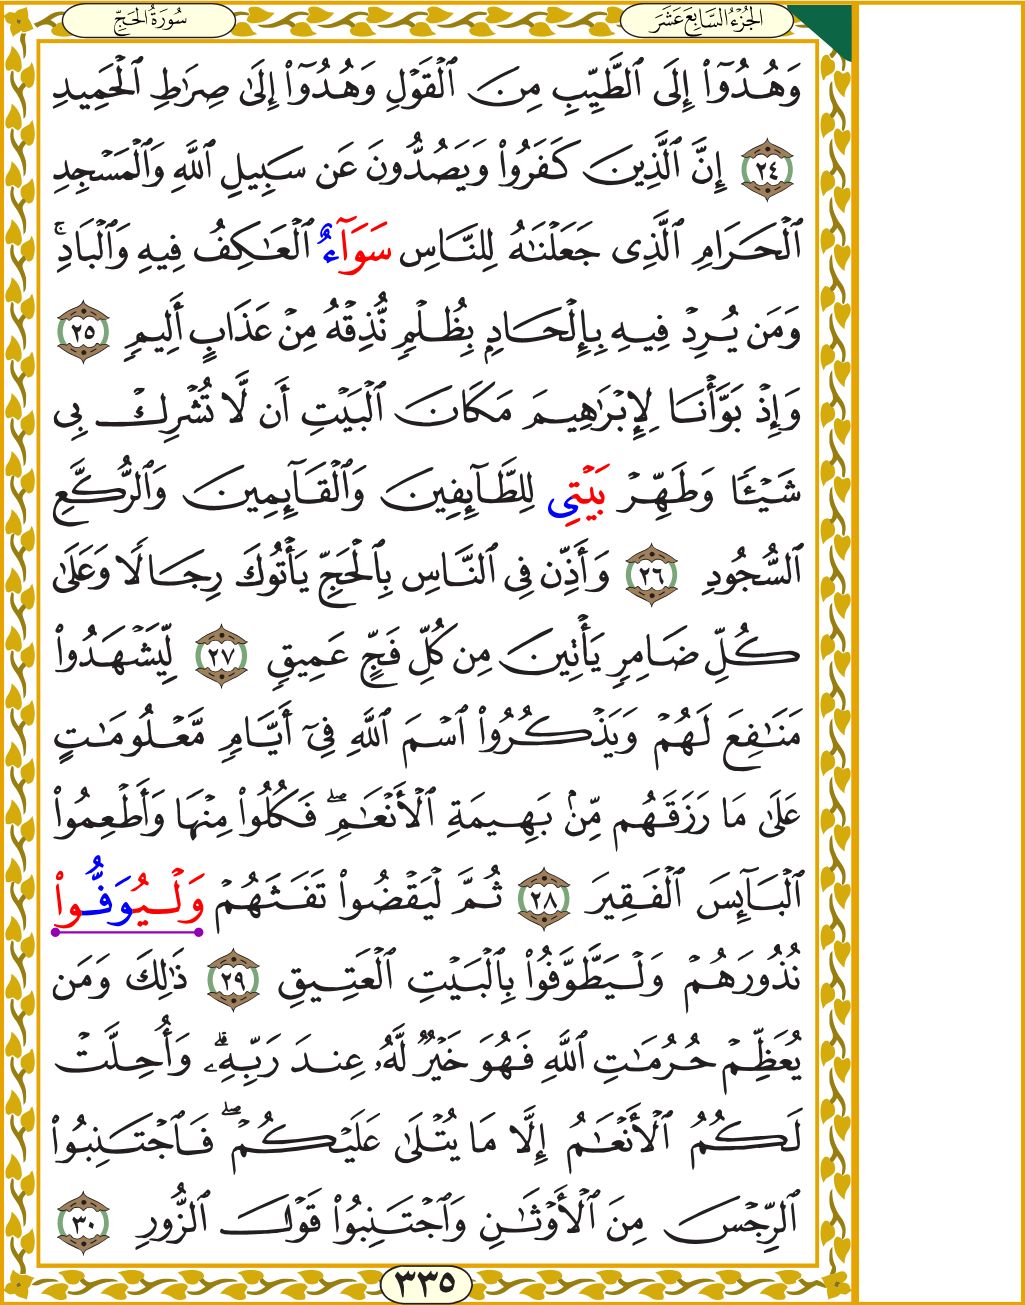 الجُزْءُ السَّابِعَ عَشَرَ
سُورَةُ الحَجِّ
وَهُدُوٓاْ إِلَى ٱلطَّيِّبِ مِنَ ٱلۡقَوۡلِ وَهُدُوٓاْ إِلَىٰ صِرَٰطِ ٱلۡحَمِيدِ
٢٤ إِنَّ ٱلَّذِينَ كَفَرُواْ وَيَصُدُّونَ عَن سَبِيلِ ٱللَّهِ وَٱلۡمَسۡجِدِ
ٱلۡحَرَامِ ٱلَّذِى جَعَلۡنَٰهُ لِلنَّاسِ سَوَآءٌ ٱلۡعَٰكِفُ فِيهِ وَٱلۡبَادِۚ
وَمَن يُرِدۡ فِيهِ بِإِلۡحَادِۭ بِظُلۡمٖ نُّذِقۡهُ مِنۡ عَذَابٍ أَلِيمٖ ٢٥
وَإِذۡ بَوَّأۡنَا لِإِبۡرَٰهِيمَ مَكَانَ ٱلۡبَيۡتِ أَن لَّا تُشۡرِكۡ بِى
شَيۡـٔٗا وَطَهِّرۡ بَيۡتِى لِلطَّآئِفِينَ وَٱلۡقَآئِمِينَ وَٱلرُّكَّعِ
ٱلسُّجُودِ ٢٦ وَأَذِّن فِى ٱلنَّاسِ بِٱلۡحَجِّ يَأۡتُوكَ رِجَالٗا وَعَلَىٰ
كُلِّ ضَامِرٖ يَأۡتِينَ مِن كُلِّ فَجٍّ عَمِيقٖ ٢٧ لِّيَشۡهَدُواْ
مَنَٰفِعَ لَهُمۡ وَيَذۡكُرُواْ ٱسۡمَ ٱللَّهِ فِىٓ أَيَّامٖ مَّعۡلُومَٰتٍ
عَلَىٰ مَا رَزَقَهُم مِّنۢ بَهِيمَةِ ٱلۡأَنۡعَٰمِۖ فَكُلُواْ مِنۡهَا وَأَطۡعِمُواْ
ٱلۡبَآئِسَ ٱلۡفَقِيرَ ٢٨ ثُمَّ لۡيَقۡضُواْ تَفَثَهُمۡ وَلۡيُوَفُّواْ
نُذُورَهُمۡ وَلۡيَطَّوَّفُواْ بِٱلۡبَيۡتِ ٱلۡعَتِيقِ ٢٩ ذَٰلِكَ وَمَن
يُعَظِّمۡ حُرُمَٰتِ ٱللَّهِ فَهُوَ خَيۡرٞ لَّهُۥ عِندَ رَبِّهِۦۗ وَأُحِلَّتۡ
لَكُمُ ٱلۡأَنۡعَٰمُ إِلَّا مَا يُتۡلَىٰ عَلَيۡكُمۡۖ فَٱجۡتَنِبُواْ
ٱلرِّجۡسَ مِنَ ٱلۡأَوۡثَٰنِ وَٱجۡتَنِبُواْ قَوۡلَ ٱلزُّورِ ٣٠
٣٣٥